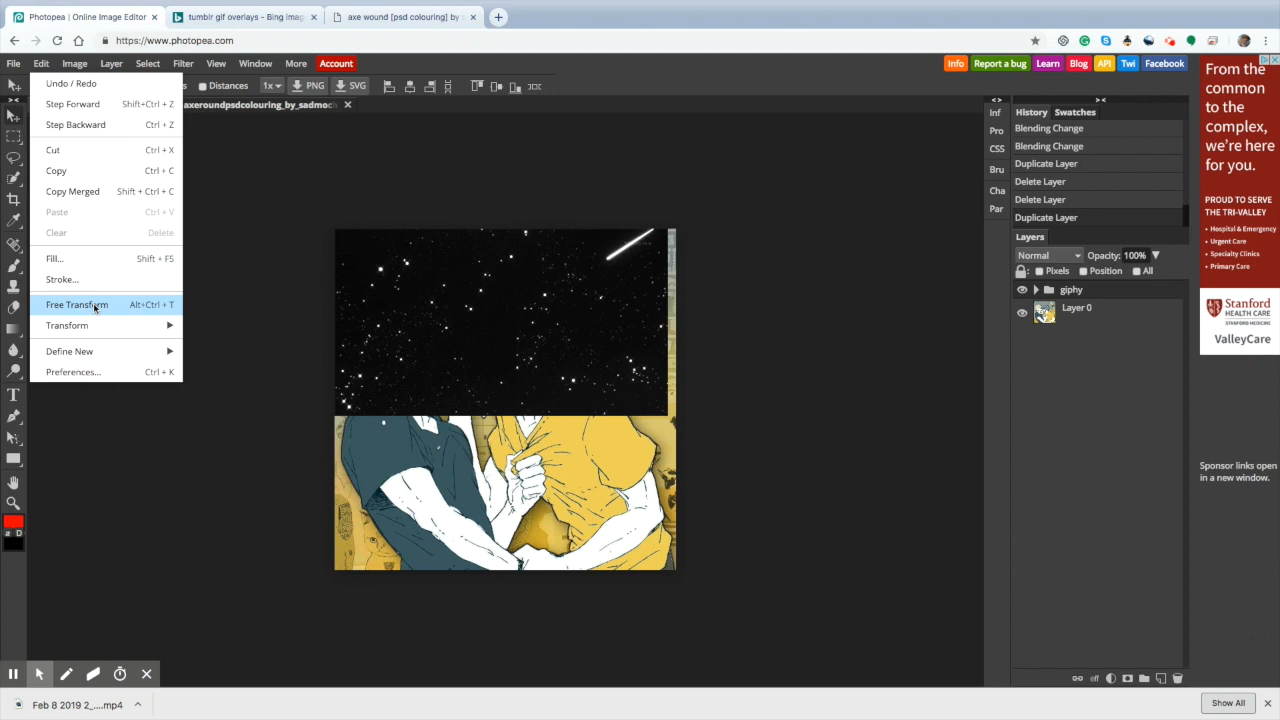 Photopea | Online Image Editor
tumblr gif overlays - Bing imag
axe wound [psd colouring] by s
https://www.photopea.com
File Edit Image Layer Select Filter View Window More Account
Info Report a bug Learn Blog API Twi Facebook
Distances 1x PNG SVG
axeroundpsdcolouring_by_sadmoch
Undo / Redo
Step Forward Shift+Ctrl + Z
Step Backward Ctrl + Z
Cut Ctrl + X
Copy Ctrl + C
Copy Merged Shift + Ctrl + C
Paste Ctrl + V
Clear Delete
Fill... Shift + F5
Stroke...
Free Transform Alt+Ctrl + T
Transform
Define New
Preferences... Ctrl + K
Inf
Pro
CSS
Bru
Cha
Par
History Swatches
Blending Change
Blending Change
Duplicate Layer
Delete Layer
Delete Layer
Duplicate Layer
Layers
Normal Opacity: 100%
Pixels Position All
giphy
Layer 0
From the
common
to the
complex,
we're here
for you.
PROUD TO SERVE
THE TRI-VALLEY
• Hospital & Emergency
• Urgent Care
• Specialty Clinics
• Primary Care
Stanford
HEALTH CARE
STANFORD MEDICINE
ValleyCare
Sponsor links open
in a new window.
eff
T
a D
Feb 8 2019 2_....mp4
Show All